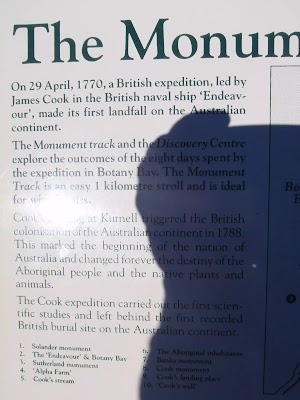 The Monum
On 29 April, 1770, a British expedition, led by
James Cook in the British naval ship 'Endeav-
our', made its first landfall on the Australian
continent.
The Monument track and the Discovery Centre
explore the outcomes of the eight days spent by
the expedition in Botany Bay. The Monument
Track is an easy 1 kilometre stroll and is ideal
for
Cook's landing at Kurnell triggered the British
colonisation of the Australian continent in 1788.
This marked the beginning of the nation of
Australia and changed forever the destiny of the
Aboriginal people and the native plants and
animals.
The Cook expedition carried out the first scien-
tific studies and left behind the first recorded
British burial site on the Australian continent.
1. Solander monument
2. The 'Endeavour' & Botany Bay
3. Sutherland monument
4. 'Alpha Farm'
5. Cook's stream
6. The Aboriginal inhabitants
7. Banks monument
8. Cook monument
9. Cook's landing place
10. 'Cook's well'
Bo